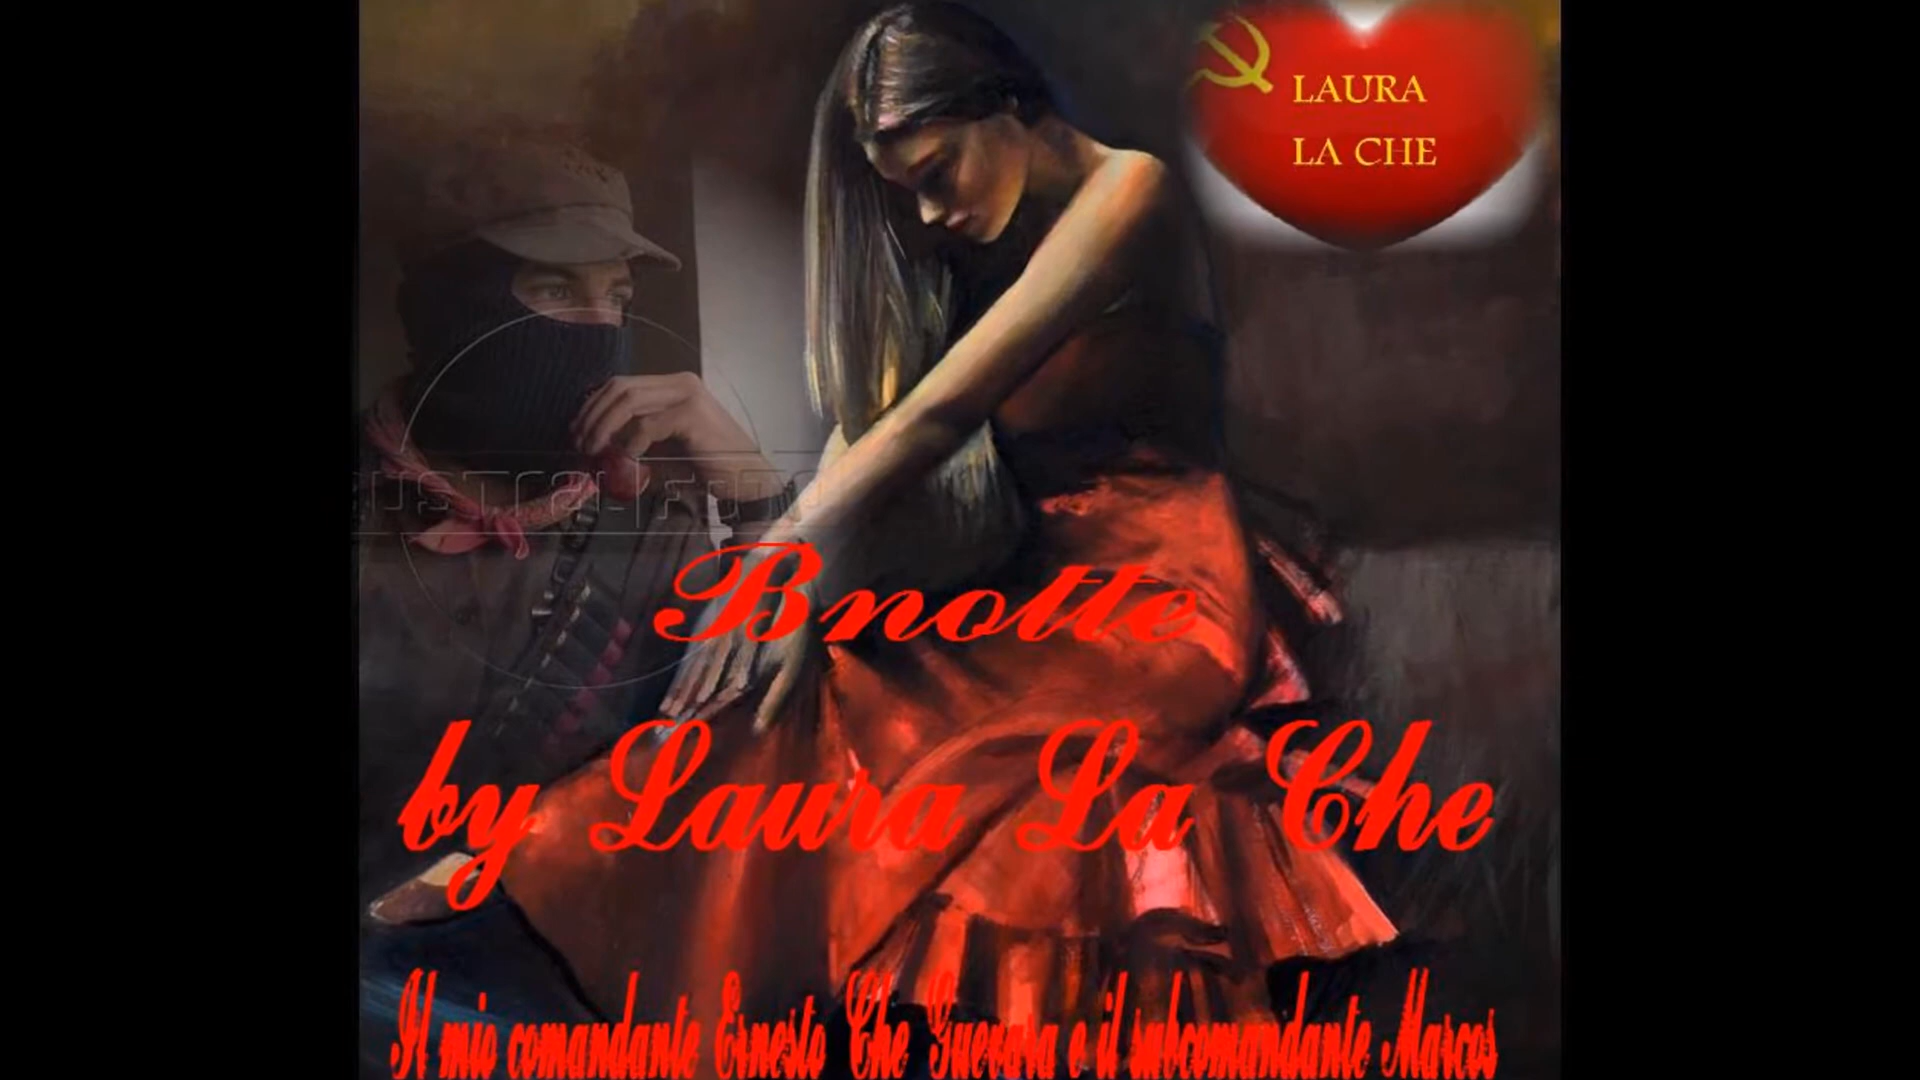 LAURA
LA CHE
Bnotte
by Laura La Che
Il mio comandante Ernesto Che Guevara e il subcomandante Marcos